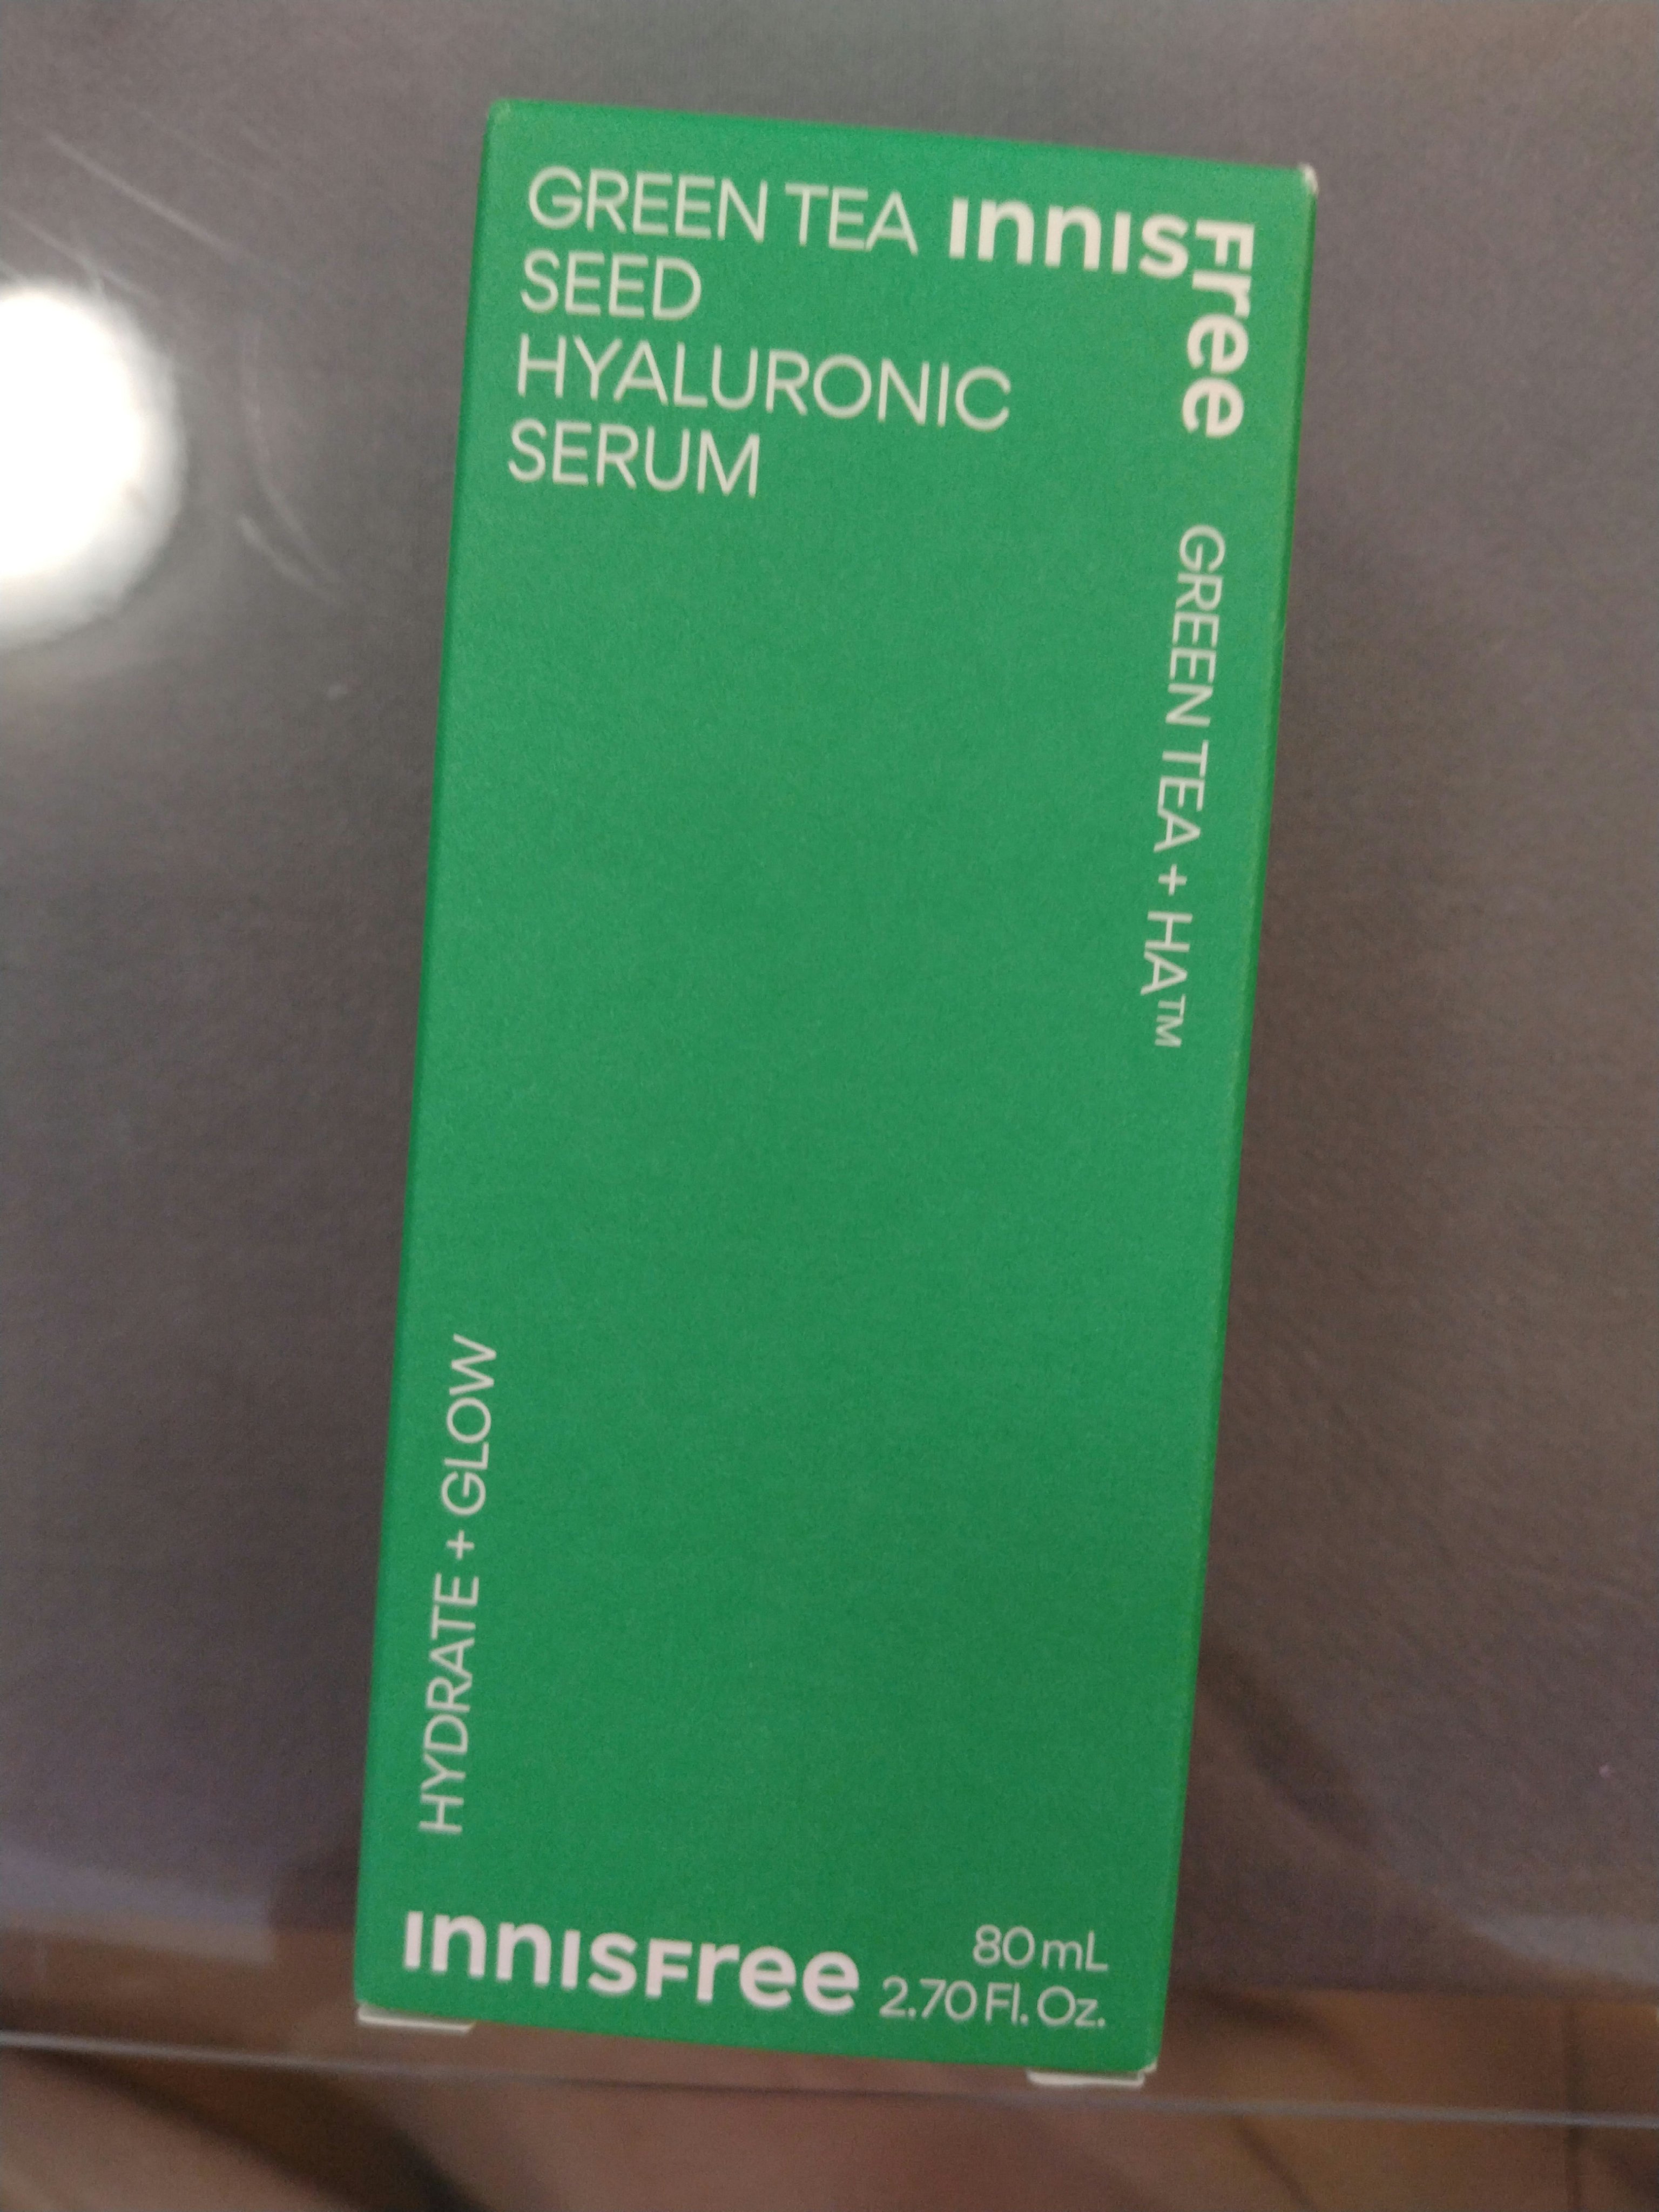 GREEN TEA
SEED
HYALURONIC
SERUM
INNISFree
GREEN TEA + HA™
HYDRATE + GLOW
INNISFree
80 mL
2.70 Fl. Oz.